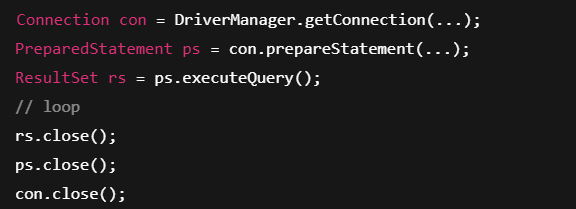 Connection con = DriverManager.getConnection(...);
PreparedStatement ps = con.prepareStatement(...);
ResultSet rs = ps.executeQuery();
// loop
rs.close();
ps.close();
con.close();